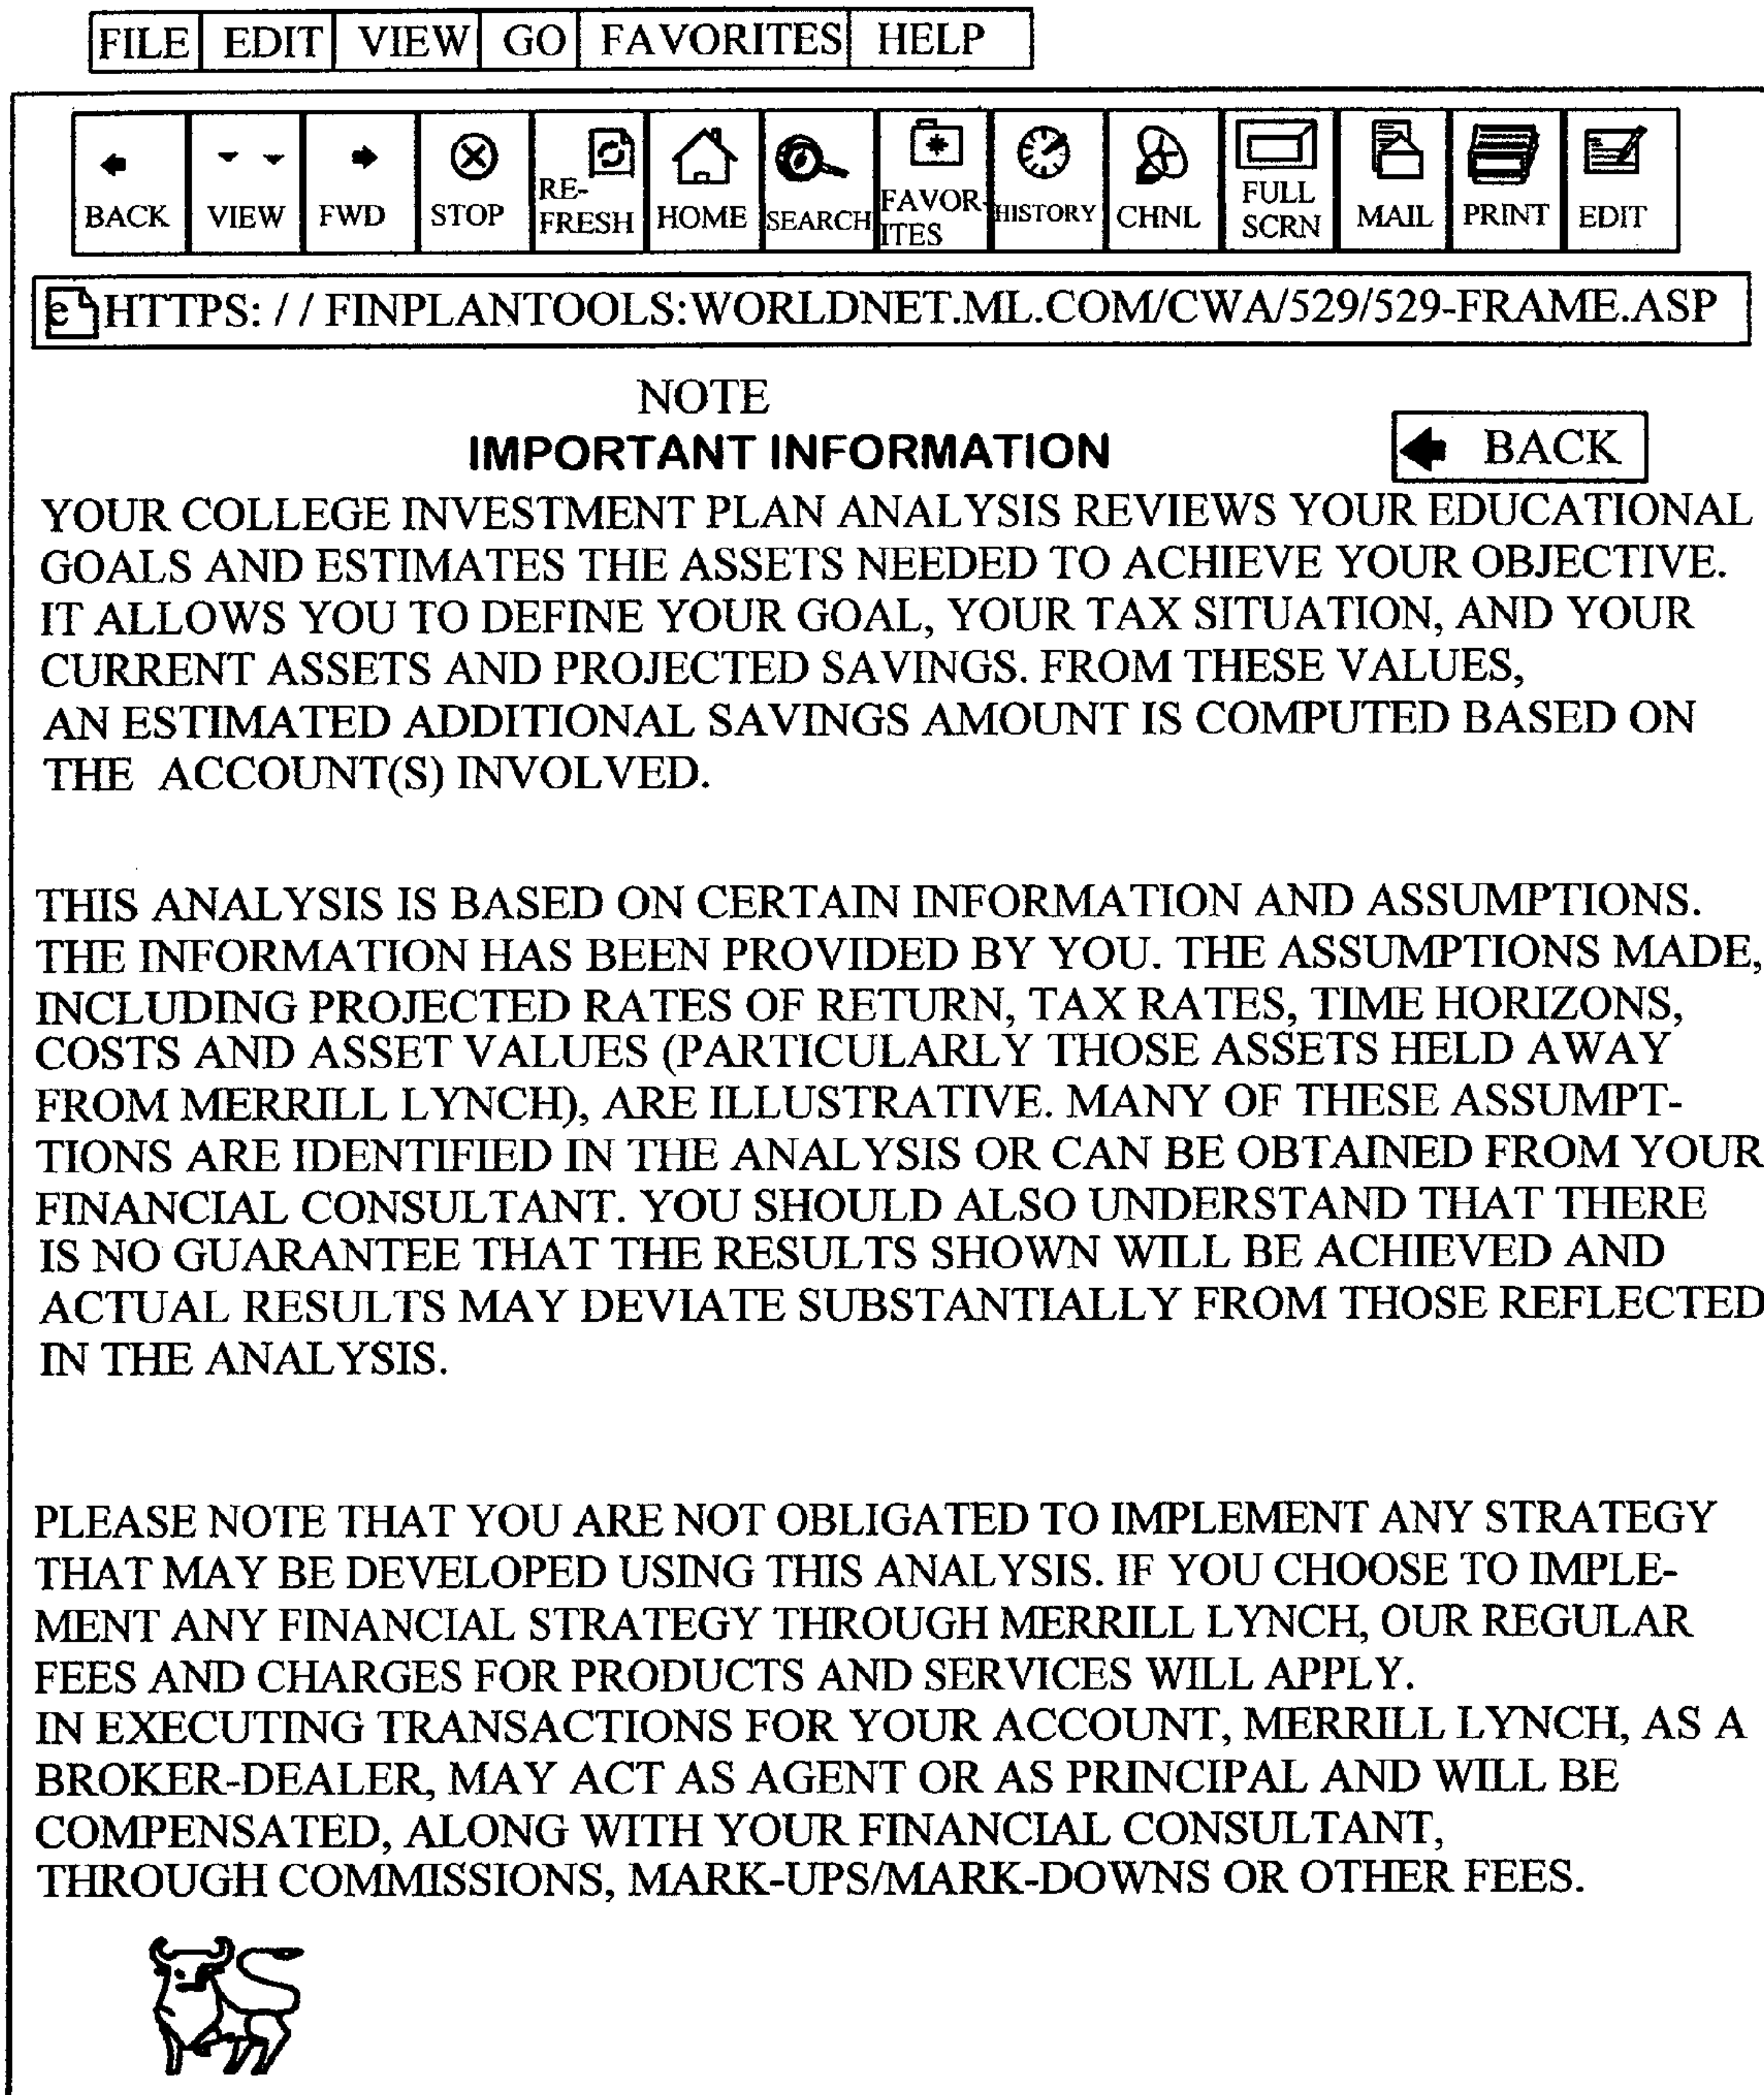 FILE EDIT VIEW GO FAVORITES HELP
BACK VIEW FWD STOP RE-FRESH HOME SEARCH FAVOR-ITES HISTORY CHNL FULL SCRN MAIL PRINT EDIT
HTTPS: / / FINPLANTOOLS:WORLDNET.ML.COM/CWA/529/529-FRAME.ASP
NOTE
IMPORTANT INFORMATION
BACK
YOUR COLLEGE INVESTMENT PLAN ANALYSIS REVIEWS YOUR EDUCATIONAL
GOALS AND ESTIMATES THE ASSETS NEEDED TO ACHIEVE YOUR OBJECTIVE.
IT ALLOWS YOU TO DEFINE YOUR GOAL, YOUR TAX SITUATION, AND YOUR
CURRENT ASSETS AND PROJECTED SAVINGS. FROM THESE VALUES,
AN ESTIMATED ADDITIONAL SAVINGS AMOUNT IS COMPUTED BASED ON
THE ACCOUNT(S) INVOLVED.
THIS ANALYSIS IS BASED ON CERTAIN INFORMATION AND ASSUMPTIONS.
THE INFORMATION HAS BEEN PROVIDED BY YOU. THE ASSUMPTIONS MADE,
INCLUDING PROJECTED RATES OF RETURN, TAX RATES, TIME HORIZONS,
COSTS AND ASSET VALUES (PARTICULARLY THOSE ASSETS HELD AWAY
FROM MERRILL LYNCH), ARE ILLUSTRATIVE. MANY OF THESE ASSUMPT-
TIONS ARE IDENTIFIED IN THE ANALYSIS OR CAN BE OBTAINED FROM YOUR
FINANCIAL CONSULTANT. YOU SHOULD ALSO UNDERSTAND THAT THERE
IS NO GUARANTEE THAT THE RESULTS SHOWN WILL BE ACHIEVED AND
ACTUAL RESULTS MAY DEVIATE SUBSTANTIALLY FROM THOSE REFLECTED
IN THE ANALYSIS.
PLEASE NOTE THAT YOU ARE NOT OBLIGATED TO IMPLEMENT ANY STRATEGY
THAT MAY BE DEVELOPED USING THIS ANALYSIS. IF YOU CHOOSE TO IMPLE-
MENT ANY FINANCIAL STRATEGY THROUGH MERRILL LYNCH, OUR REGULAR
FEES AND CHARGES FOR PRODUCTS AND SERVICES WILL APPLY.
IN EXECUTING TRANSACTIONS FOR YOUR ACCOUNT, MERRILL LYNCH, AS A
BROKER-DEALER, MAY ACT AS AGENT OR AS PRINCIPAL AND WILL BE
COMPENSATED, ALONG WITH YOUR FINANCIAL CONSULTANT,
THROUGH COMMISSIONS, MARK-UPS/MARK-DOWNS OR OTHER FEES.